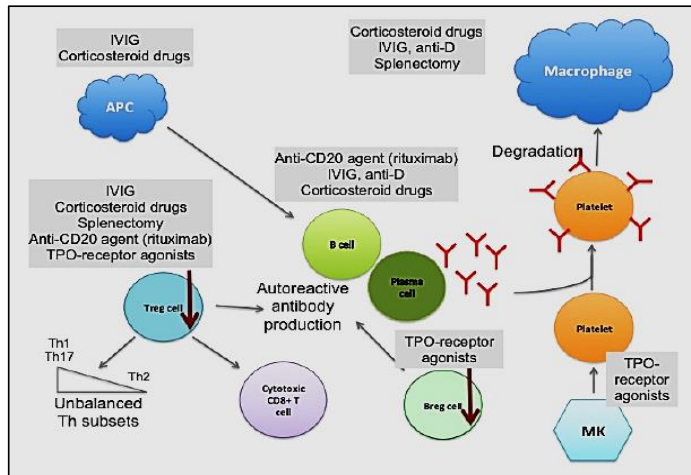 IVIG
Corticosteroid drugs
APC
Corticosteroid drugs
IVIG, anti-D
Splenectomy
Macrophage
Degradation
Anti-CD20 agent (rituximab)
IVIG, anti-D
Corticosteroid drugs
IVIG
Corticosteroid drugs
Splenectomy
Anti-CD20 agent (rituximab)
TPO-receptor agonists
B cell
Plasma
cell
Platelet
Treg cell
Autoreactive
antibody
production
Platelet
TPO-receptor
agonists
TPO-
receptor
agonists
Th1
Th17
Th2
Unbalanced
Th subsets
Cytotoxic
CD8+ T
cell
Breg cell
MK